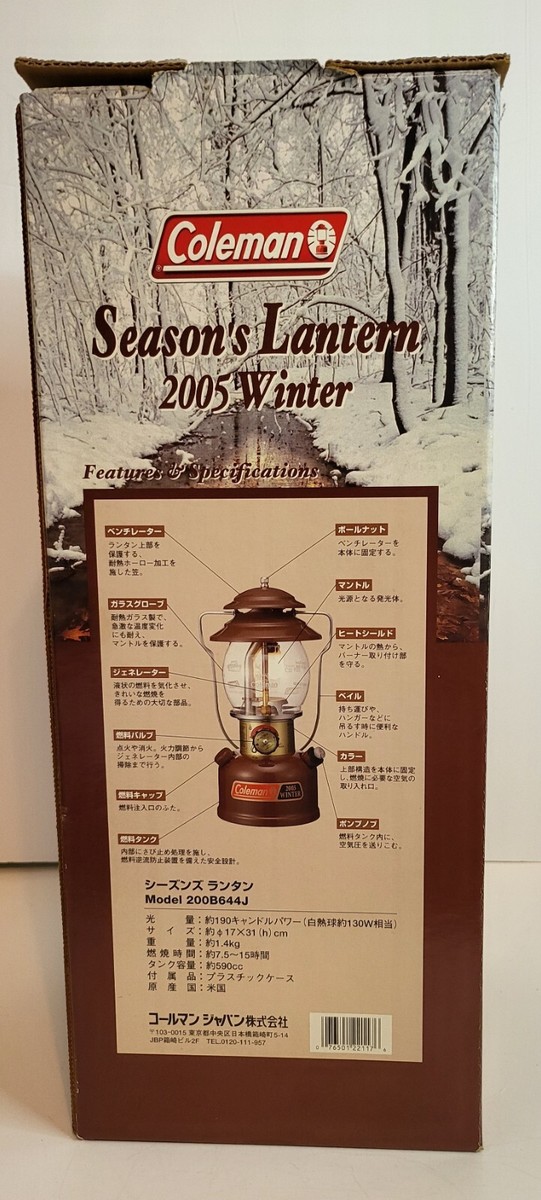 Coleman
Season's Lantern
2005 Winter
Features & Specifications
ベンチレーター
ランタン上部を
保護する、
耐熱ホーロー加工を
施した笠。
ガラスグローブ
耐熱ガラス製で、
急激な温度変化
にも耐え、
マントルを保護する。
ジェネレーター
液状の燃料を気化させ、
きれいな燃焼を
得るための大切な部品。
燃料バルブ
点火や消火。火力調節から
ジェネレーター内部の
掃除まで行う。
燃料キャップ
燃料注入口のふた。
燃料タンク
内部にさび止め処理を施し、
燃料逆流防止装置を備えた安全設計。
ボールナット
ベンチレーターを
本体に固定する。
マントル
光源となる発光体。
ヒートシールド
マントルの熱から、
バーナー取り付け部
を守る。
ベイル
持ち運びや、
ハンガーなどに
吊るす時に便利な
ハンドル。
カラー
上部構造を本体に固定
し、燃焼に必要な空気の
取り入れ口。
ポンプノブ
燃料タンク内に、
空気圧を送りこむ。
Coleman
2005
WINTER
シーズンズ ランタン
Model 200B644J
光 量：約190キャンドルパワー（白熱球約130W相当）
サ イ ズ：約φ17×31(h)cm
重 量：約1.4kg
燃焼時間：約7.5〜15時間
タンク容量：約590cc
付 属 品：プラスチックケース
原 産 国：米国
コールマン ジャパン株式会社
〒103-0015 東京都中央区日本橋箱崎町5-14
JBP箱崎ビル2F TEL.0120-111-957
0 76501 22117 4